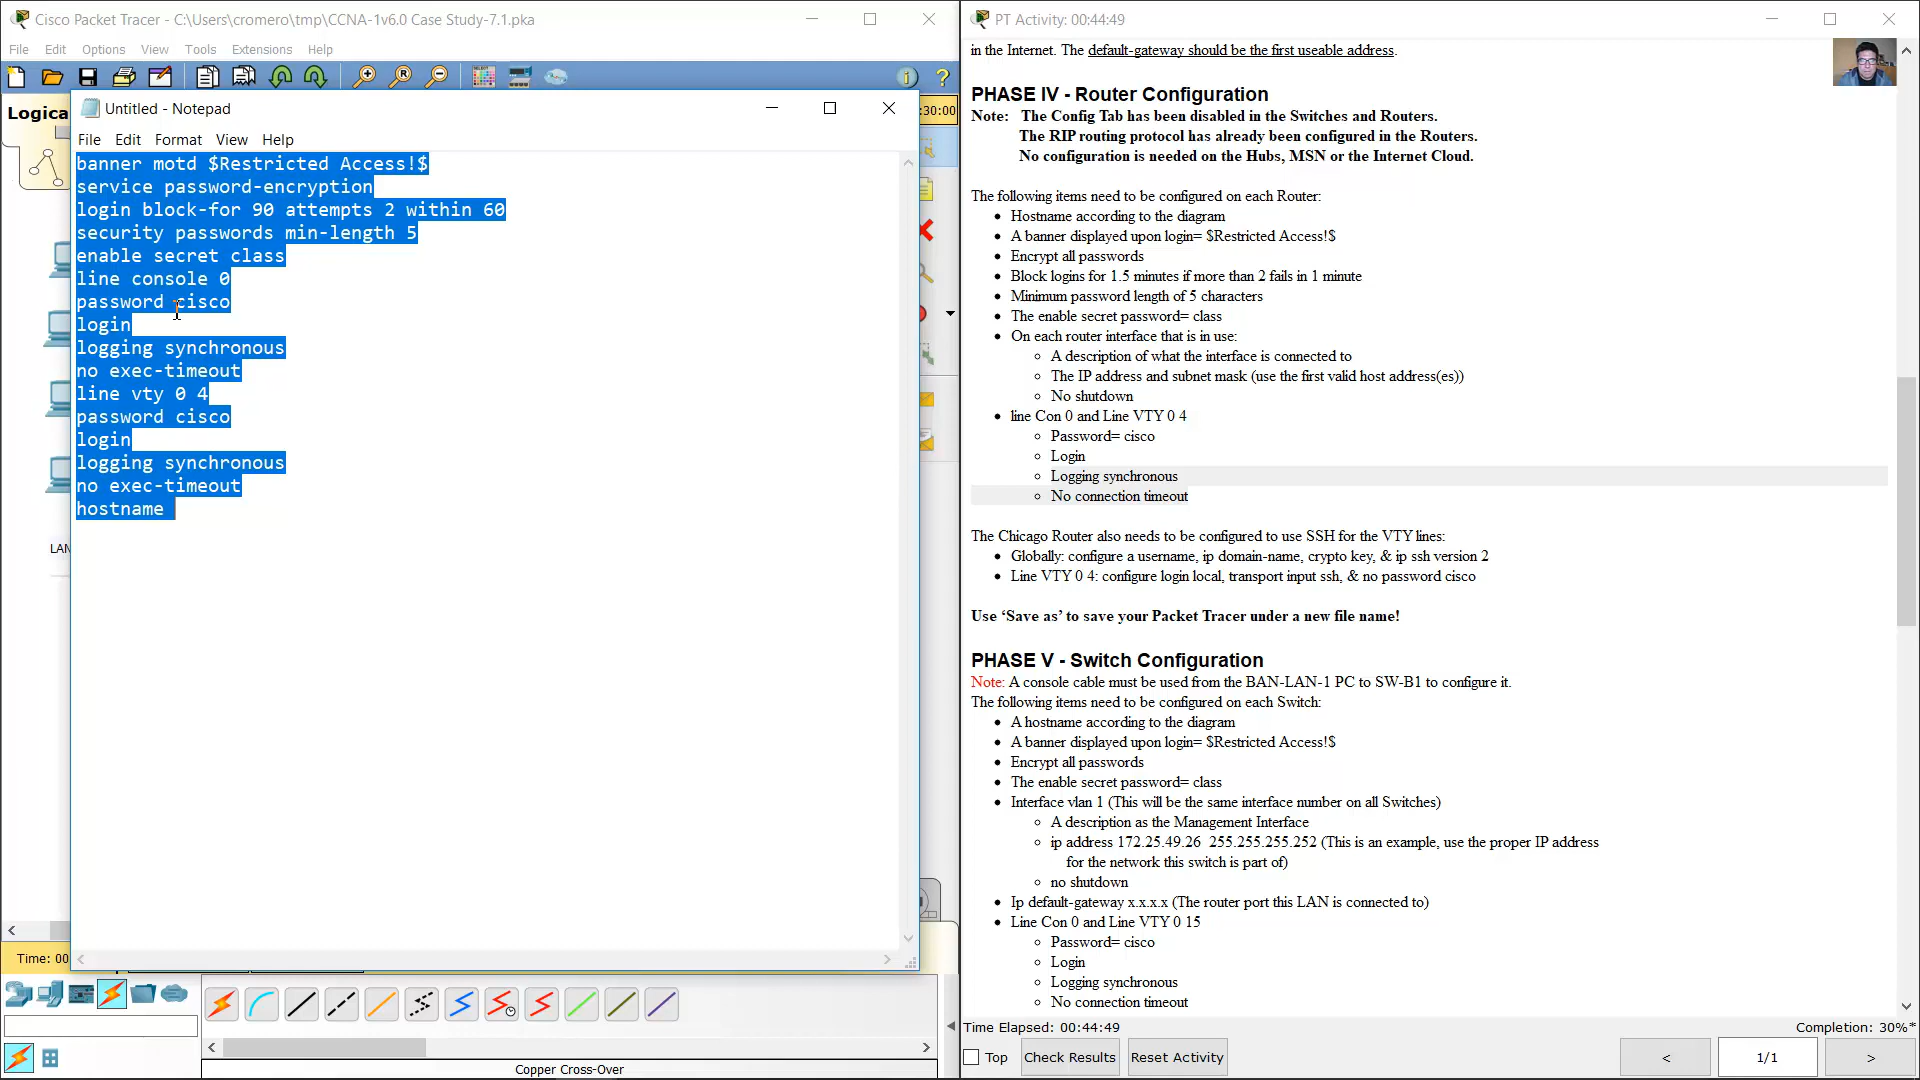 Cisco Packet Tracer - C:\Users\cromero\tmp\CCNA-1v6.0 Case Study-7.1.pka
File Edit Options View Tools Extensions Help
Logica
:30:00
Untitled - Notepad
File Edit Format View Help
banner motd $Restricted Access!$
service password-encryption
login block-for 90 attempts 2 within 60
security passwords min-length 5
enable secret class
line console 0
password cisco
login
logging synchronous
no exec-timeout
line vty 0 4
password cisco
login
logging synchronous
no exec-timeout
hostname
LAN
Time: 00
Copper Cross-Over
PT Activity: 00:44:49
in the Internet. The default-gateway should be the first useable address.
PHASE IV - Router Configuration
Note: The Config Tab has been disabled in the Switches and Routers.
The RIP routing protocol has already been configured in the Routers.
No configuration is needed on the Hubs, MSN or the Internet Cloud.
The following items need to be configured on each Router:
Hostname according to the diagram
A banner displayed upon login= $Restricted Access!$
Encrypt all passwords
Block logins for 1.5 minutes if more than 2 fails in 1 minute
Minimum password length of 5 characters
The enable secret password= class
On each router interface that is in use:
A description of what the interface is connected to
The IP address and subnet mask (use the first valid host address(es))
No shutdown
line Con 0 and Line VTY 0 4
Password= cisco
Login
Logging synchronous
No connection timeout
The Chicago Router also needs to be configured to use SSH for the VTY lines:
Globally: configure a username, ip domain-name, crypto key, & ip ssh version 2
Line VTY 0 4: configure login local, transport input ssh, & no password cisco
Use ‘Save as’ to save your Packet Tracer under a new file name!
PHASE V - Switch Configuration
Note: A console cable must be used from the BAN-LAN-1 PC to SW-B1 to configure it.
The following items need to be configured on each Switch:
A hostname according to the diagram
A banner displayed upon login= $Restricted Access!$
Encrypt all passwords
The enable secret password= class
Interface vlan 1 (This will be the same interface number on all Switches)
A description as the Management Interface
ip address 172.25.49.26 255.255.255.252 (This is an example, use the proper IP address
for the network this switch is part of)
no shutdown
Ip default-gateway x.x.x.x (The router port this LAN is connected to)
Line Con 0 and Line VTY 0 15
Password= cisco
Login
Logging synchronous
No connection timeout
Time Elapsed: 00:44:49 Completion: 30%*
Top Check Results Reset Activity < 1/1 >